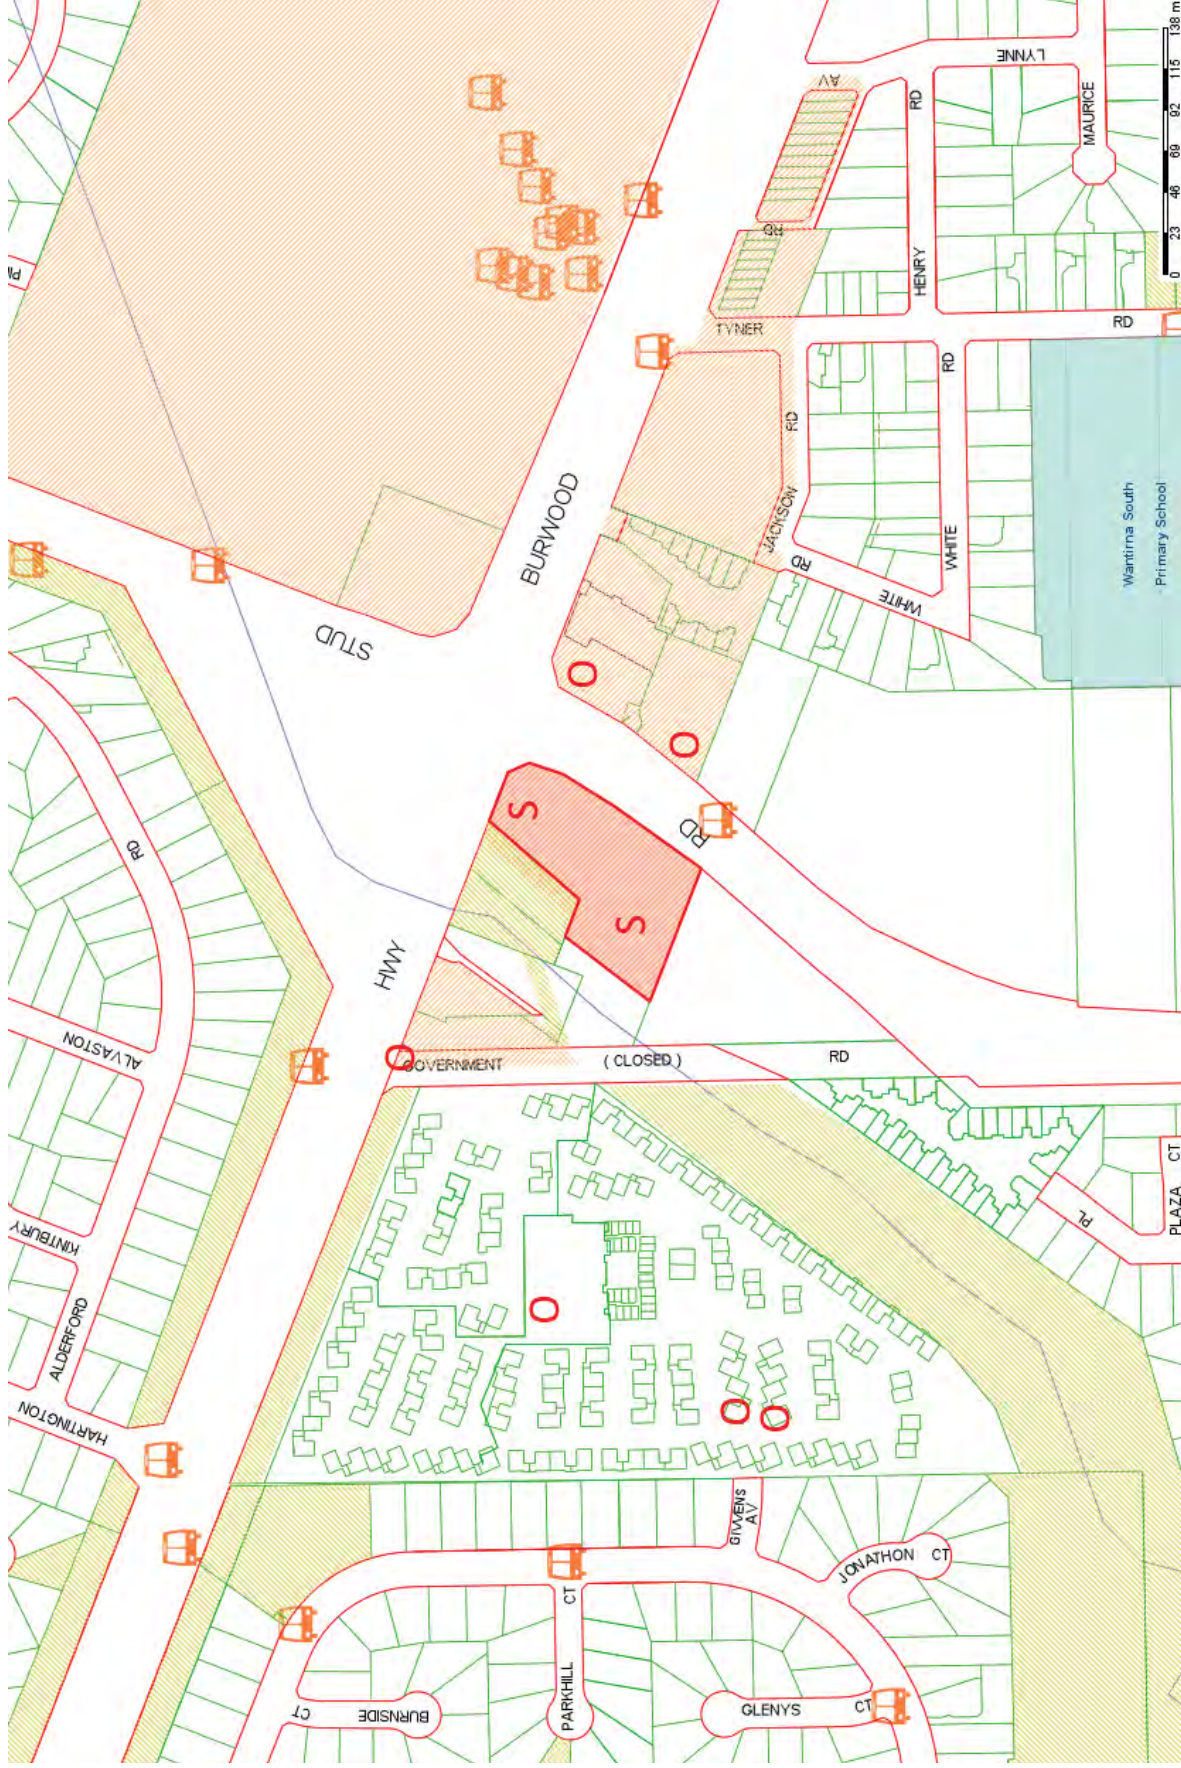 LYNNE
AV
RD
MAURICE
138 m
115
92
69
46
23
0
PL
RD
HENRY
TYNER
RD
RD
RD
BURWOOD
JACKSON
RD
WHITE
WHITE
Wantirna South
Primary School
STUD
O
O
S
S
RD
RD
HWY
ALVASTON
O
GOVERNMENT
( CLOSED )
RD
KINTBURY
ALDERFORD
HARTINGTON
O
O
O
PL
PLAZA CT
GIWENS
AV
JONATHON CT
CT
PARKHILL
BURNSIDE
CT
GLENYS
CT